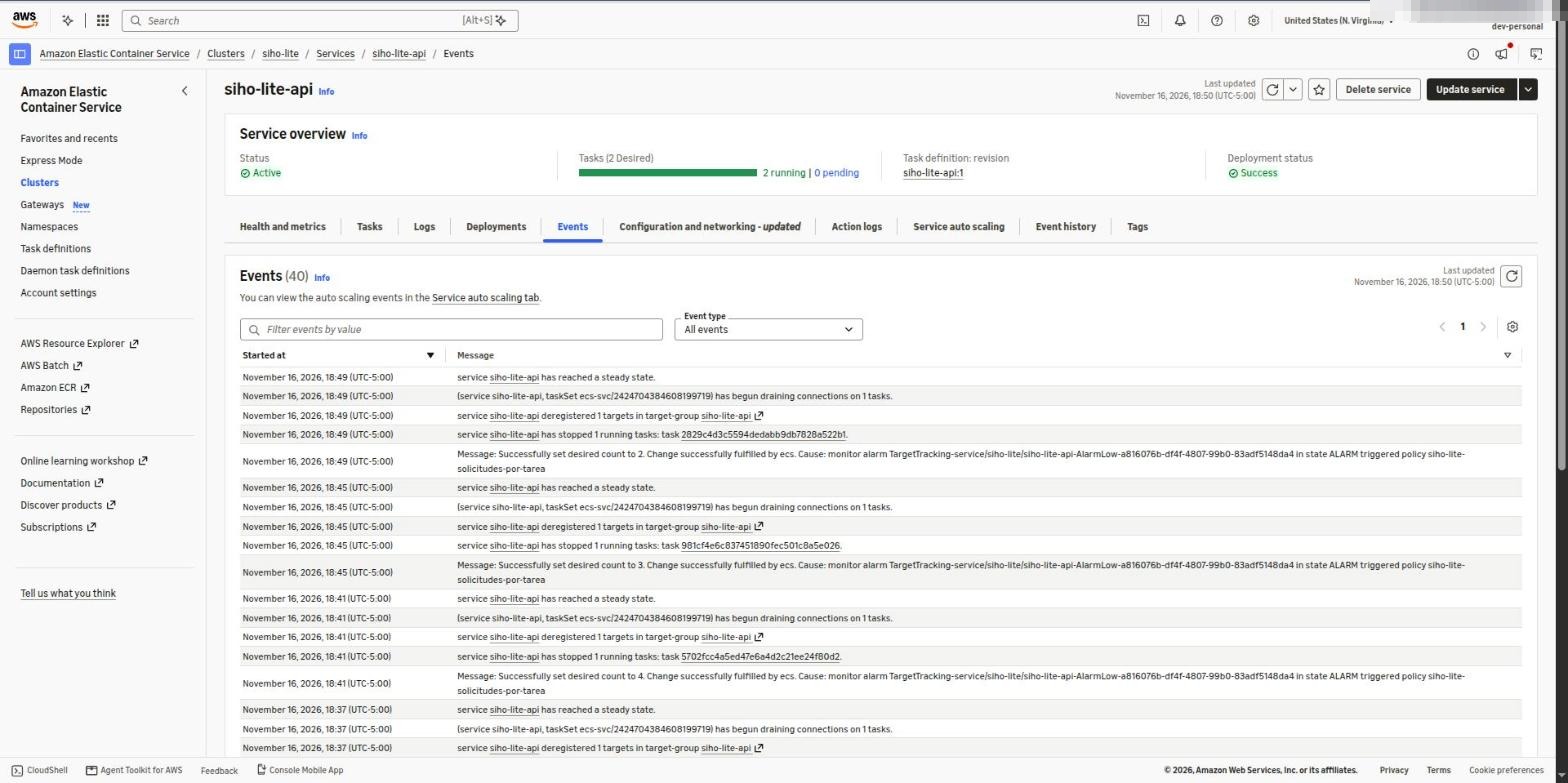 aws
Search
[Alt+S]
United States (N. Virginia)
dev-personal
Amazon Elastic Container Service / Clusters / siho-lite / Services / siho-lite-api / Events
Amazon Elastic
Container Service
Favorites and recents
Express Mode
Clusters
Gateways New
Namespaces
Task definitions
Daemon task definitions
Account settings
AWS Resource Explorer
AWS Batch
Amazon ECR
Repositories
Online learning workshop
Documentation
Discover products
Subscriptions
Tell us what you think
siho-lite-api Info
Last updated
November 16, 2026, 18:50 (UTC-5:00)
Delete service
Update service
Service overview Info
Status
Active
Tasks (2 Desired)
2 running | 0 pending
Task definition: revision
siho-lite-api:1
Deployment status
Success
Health and metrics
Tasks
Logs
Deployments
Events
Configuration and networking - updated
Action logs
Service auto scaling
Event history
Tags
Events (40) Info
Last updated
November 16, 2026, 18:50 (UTC-5:00)
You can view the auto scaling events in the Service auto scaling tab.
Filter events by value
Event type
All events
1
Started at Message
November 16, 2026, 18:49 (UTC-5:00) service siho-lite-api has reached a steady state.
November 16, 2026, 18:49 (UTC-5:00) (service siho-lite-api, taskSet ecs-svc/2424704384608199719) has begun draining connections on 1 tasks.
November 16, 2026, 18:49 (UTC-5:00) service siho-lite-api deregistered 1 targets in target-group siho-lite-api
November 16, 2026, 18:49 (UTC-5:00) service siho-lite-api has stopped 1 running tasks: task 2829c4d3c5594dedabb9db7828a522b1.
November 16, 2026, 18:49 (UTC-5:00) Message: Successfully set desired count to 2. Change successfully fulfilled by ecs. Cause: monitor alarm TargetTracking-service/siho-lite/siho-lite-api-AlarmLow-a816076b-df4f-4807-99b0-83adf5148da4 in state ALARM triggered policy siho-lite-
solicitudes-por-tarea
November 16, 2026, 18:45 (UTC-5:00) service siho-lite-api has reached a steady state.
November 16, 2026, 18:45 (UTC-5:00) (service siho-lite-api, taskSet ecs-svc/2424704384608199719) has begun draining connections on 1 tasks.
November 16, 2026, 18:45 (UTC-5:00) service siho-lite-api deregistered 1 targets in target-group siho-lite-api
November 16, 2026, 18:45 (UTC-5:00) service siho-lite-api has stopped 1 running tasks: task 981cf4e6c837451890fec501c8a5e026.
November 16, 2026, 18:45 (UTC-5:00) Message: Successfully set desired count to 3. Change successfully fulfilled by ecs. Cause: monitor alarm TargetTracking-service/siho-lite/siho-lite-api-AlarmLow-a816076b-df4f-4807-99b0-83adf5148da4 in state ALARM triggered policy siho-lite-
solicitudes-por-tarea
November 16, 2026, 18:41 (UTC-5:00) service siho-lite-api has reached a steady state.
November 16, 2026, 18:41 (UTC-5:00) (service siho-lite-api, taskSet ecs-svc/2424704384608199719) has begun draining connections on 1 tasks.
November 16, 2026, 18:41 (UTC-5:00) service siho-lite-api deregistered 1 targets in target-group siho-lite-api
November 16, 2026, 18:41 (UTC-5:00) service siho-lite-api has stopped 1 running tasks: task 5702fcc4a5ed47e6a4d2c21ee24f80d2.
November 16, 2026, 18:41 (UTC-5:00) Message: Successfully set desired count to 4. Change successfully fulfilled by ecs. Cause: monitor alarm TargetTracking-service/siho-lite/siho-lite-api-AlarmLow-a816076b-df4f-4807-99b0-83adf5148da4 in state ALARM triggered policy siho-lite-
solicitudes-por-tarea
November 16, 2026, 18:37 (UTC-5:00) service siho-lite-api has reached a steady state.
November 16, 2026, 18:37 (UTC-5:00) (service siho-lite-api, taskSet ecs-svc/2424704384608199719) has begun draining connections on 1 tasks.
November 16, 2026, 18:37 (UTC-5:00) service siho-lite-api deregistered 1 targets in target-group siho-lite-api
CloudShell
Agent Toolkit for AWS
Feedback
Console Mobile App
© 2026, Amazon Web Services, Inc. or its affiliates.
Privacy
Terms
Cookie preferences